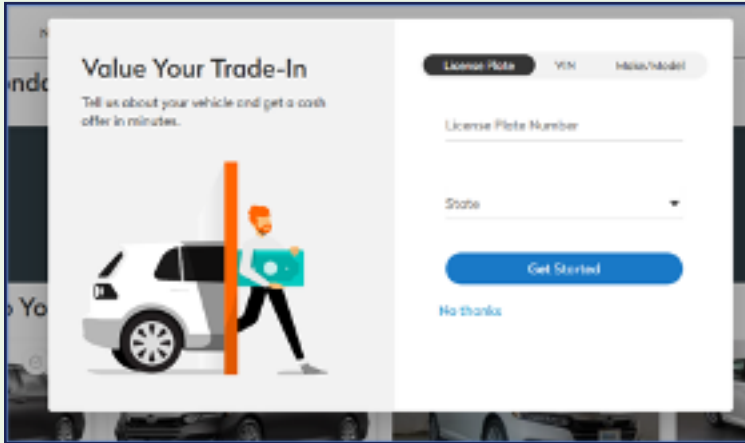 Value Your Trade-In
Tell us about your vehicle and get a cash
offer in minutes.
License Plate VIN Make/Model
License Plate Number
State
Get Started
No thanks
Yo